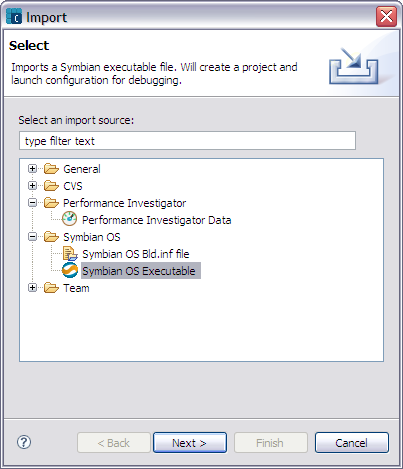 Import
Select
Imports a Symbian executable file. Will create a project and
launch configuration for debugging.
Select an import source:
type filter text
General
CVS
Performance Investigator
Performance Investigator Data
Symbian OS
Symbian OS Bld.inf file
Symbian OS Executable
Team
< Back
Next >
Finish
Cancel